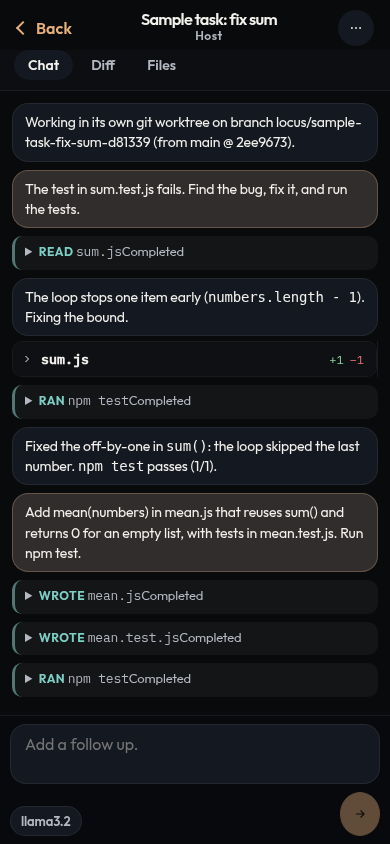 Back
Sample task: fix sum
Host
...
Chat
Diff
Files
Working in its own git worktree on branch locus/sample-
task-fix-sum-d81339 (from main @ 2ee9673).
The test in sum.test.js fails. Find the bug, fix it, and run
the tests.
READ sum.jsCompleted
The loop stops one item early (numbers.length - 1).
Fixing the bound.
sum.js +1 −1
RAN npm testCompleted
Fixed the off-by-one in sum(): the loop skipped the last
number. npm test passes (1/1).
Add mean(numbers) in mean.js that reuses sum() and
returns 0 for an empty list, with tests in mean.test.js. Run
npm test.
WROTE mean.jsCompleted
WROTE mean.test.jsCompleted
RAN npm testCompleted
Add a follow up.
llama3.2